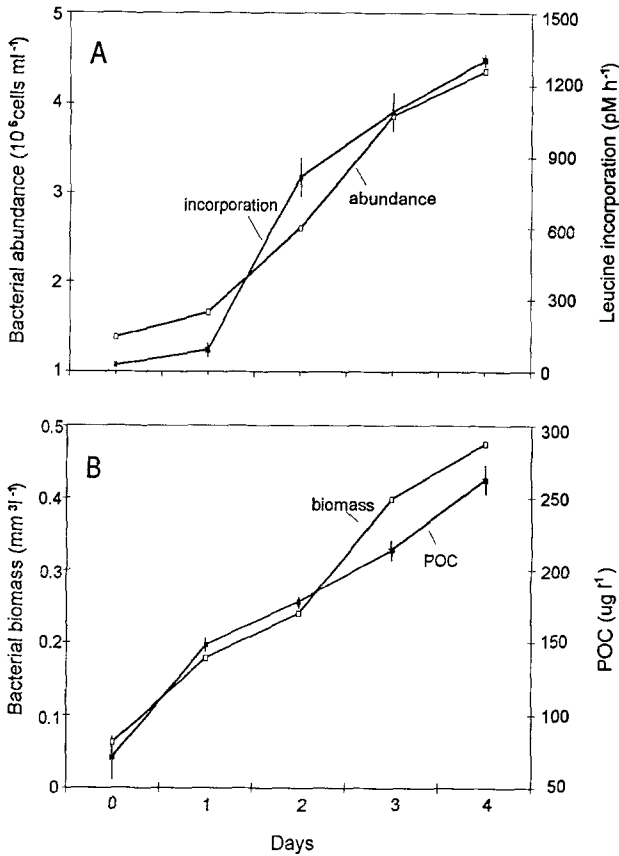 A
5
4
3
2
1
Bacterial abundance (10⁶cells ml⁻¹)
incorporation
abundance
1500
1200
900
600
300
0
Leucine incorporation (pM h⁻¹)
B
0.5
0.4
0.3
0.2
0.1
0
Bacterial biomass (mm³l⁻¹)
biomass
POC
300
250
200
150
100
50
POC (ug l⁻¹)
0 1 2 3 4
Days